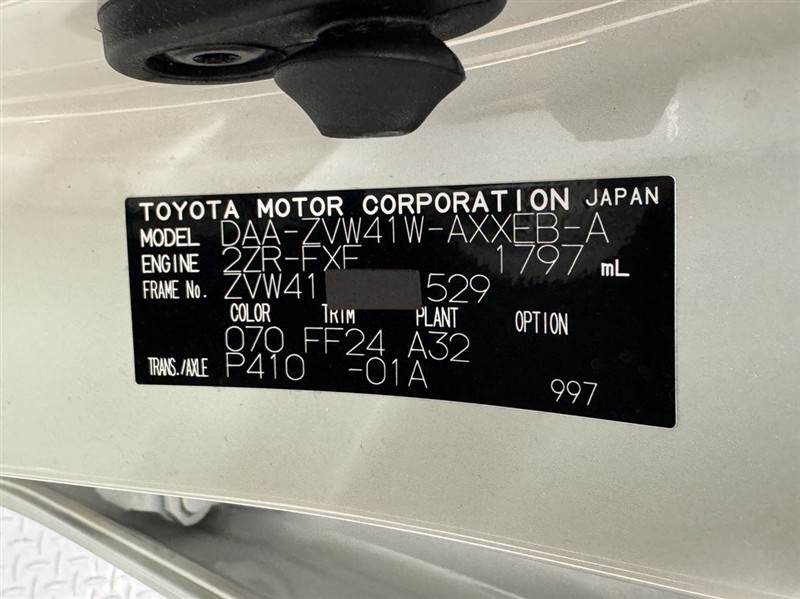 TOYOTA MOTOR CORPORATION JAPAN
MODEL DAA-ZVW41W-AXXEB-A
ENGINE 2ZR-FXE 1797 mL
FRAME No. ZVW41 529
COLOR TRIM PLANT OPTION
070 FF24 A32
TRANS./AXLE P410 -01A
997